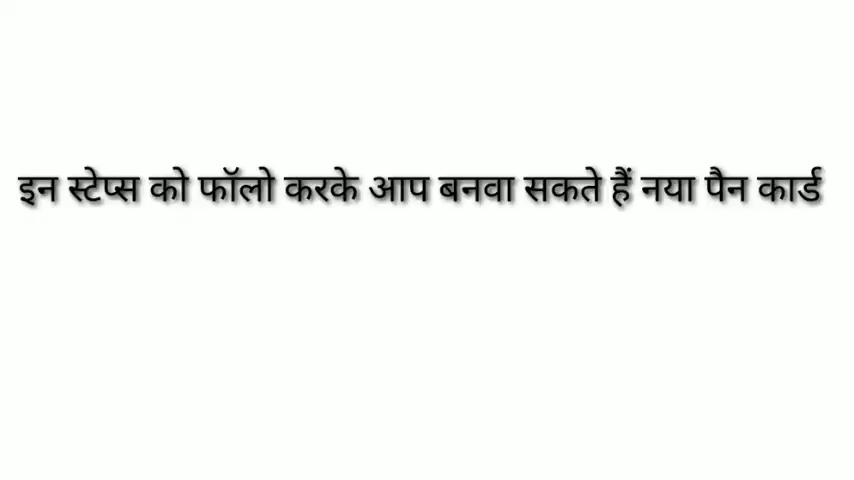 इन स्टेप्स को फॉलो करके आप बनवा सकते हैं नया पैन कार्ड